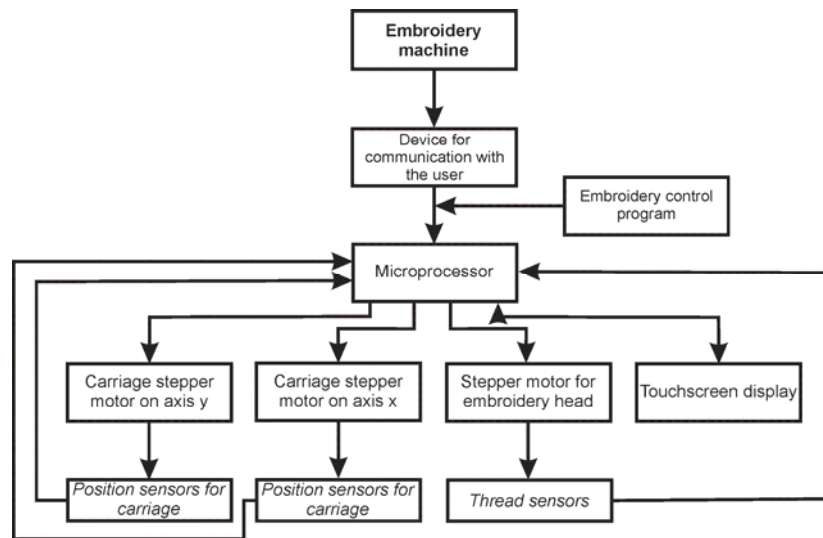 Embroidery
machine
Device for
communication with
the user
Embroidery control
program
Microprocessor
Carriage stepper
motor on axis y
Carriage stepper
motor on axis x
Stepper motor for
embroidery head
Touchscreen display
Position sensors for
carriage
Position sensors for
carriage
Thread sensors